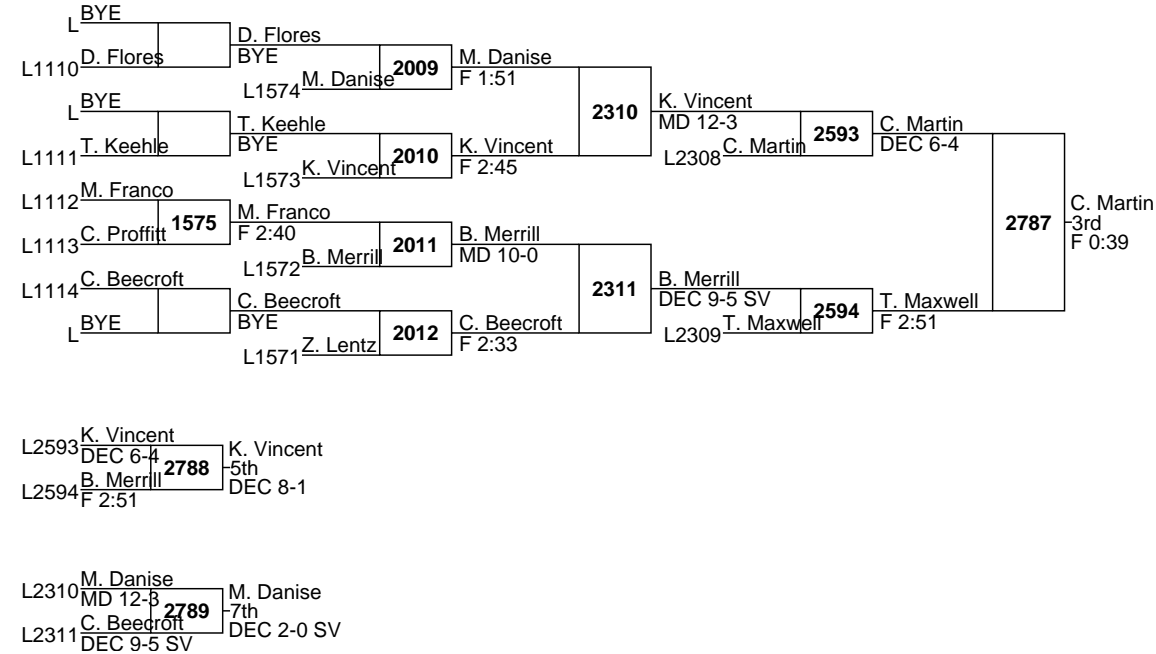 L BYE
L1110 D. Flores
D. Flores
BYE
L1574 M. Danise
2009
M. Danise
F 1:51
L BYE
L1111 T. Keehle
T. Keehle
BYE
L1573 K. Vincent
2010
K. Vincent
F 2:45
2310
K. Vincent
MD 12-3
L2308 C. Martin
2593
C. Martin
DEC 6-4
L1112 M. Franco
L1113 C. Proffitt
1575
M. Franco
F 2:40
L1572 B. Merrill
2011
B. Merrill
MD 10-0
L1114 C. Beecroft
L BYE
C. Beecroft
BYE
L1571 Z. Lentz
2012
C. Beecroft
F 2:33
2311
B. Merrill
DEC 9-5 SV
L2309 T. Maxwell
2594
T. Maxwell
F 2:51
2787
C. Martin
3rd
F 0:39
L2593 K. Vincent
DEC 6-4
L2594 B. Merrill
F 2:51
2788
K. Vincent
5th
DEC 8-1
L2310 M. Danise
MD 12-3
L2311 C. Beecroft
DEC 9-5 SV
2789
M. Danise
7th
DEC 2-0 SV